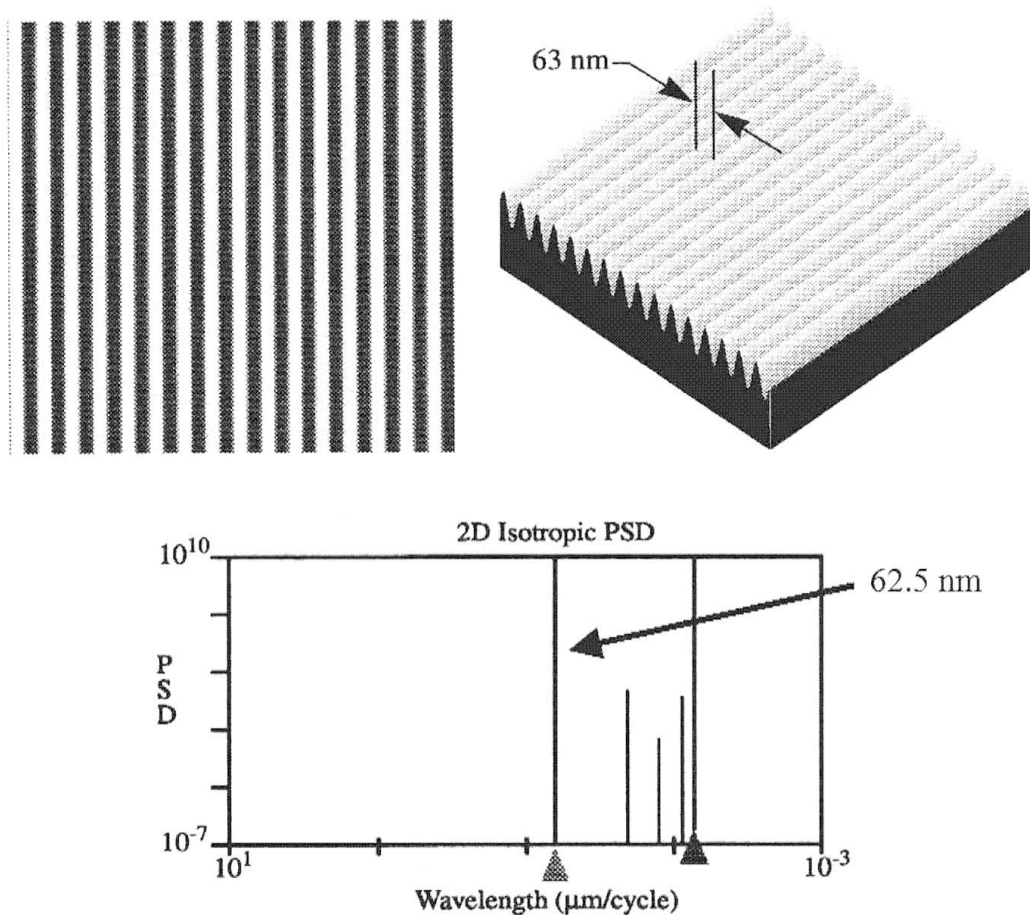 63 nm
2D Isotropic PSD
10^10
62.5 nm
PSD
10^-7
10^1
10^-3
Wavelength (μm/cycle)